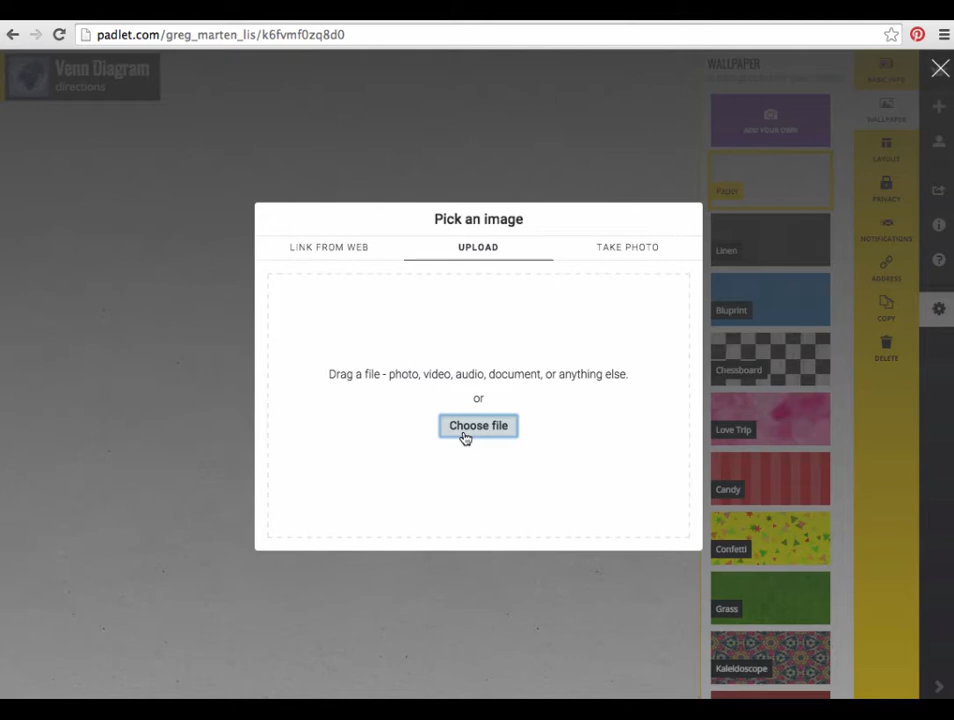 padlet.com/greg_marten_lis/k6fvmf0zq8d0
Venn Diagram
directions
WALLPAPER
BASIC INFO
WALLPAPER
ADD YOUR OWN
LAYOUT
Paper
PRIVACY
Pick an image
LINK FROM WEB
UPLOAD
TAKE PHOTO
NOTIFICATIONS
Linen
ADDRESS
Bluprint
COPY
DELETE
Chessboard
Drag a file - photo, video, audio, document, or anything else.
or
Choose file
Love Trip
Candy
Confetti
Grass
Kaleidoscope